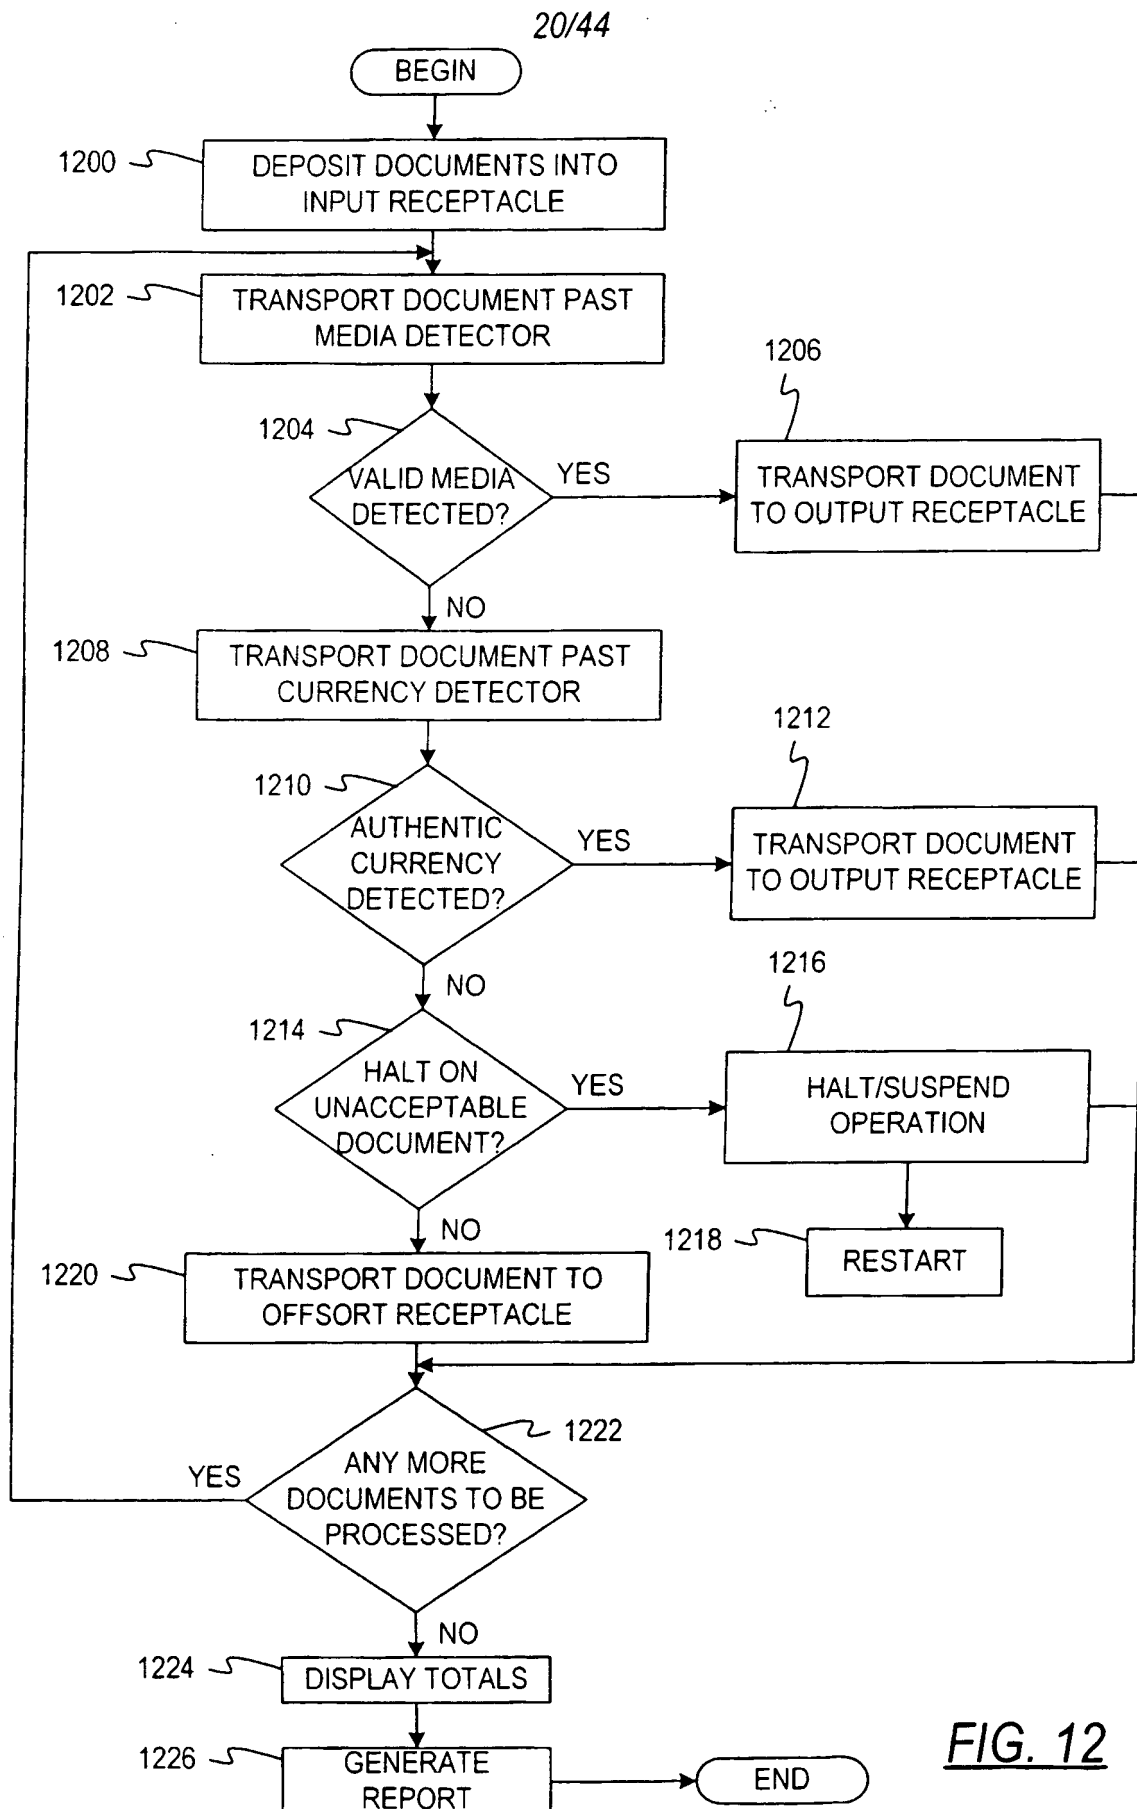 20/44
BEGIN
1200
DEPOSIT DOCUMENTS INTO
INPUT RECEPTACLE
1202
TRANSPORT DOCUMENT PAST
MEDIA DETECTOR
1204
VALID MEDIA
DETECTED?
YES
1206
TRANSPORT DOCUMENT
TO OUTPUT RECEPTACLE
NO
1208
TRANSPORT DOCUMENT PAST
CURRENCY DETECTOR
1210
AUTHENTIC
CURRENCY
DETECTED?
YES
1212
TRANSPORT DOCUMENT
TO OUTPUT RECEPTACLE
NO
1214
HALT ON
UNACCEPTABLE
DOCUMENT?
YES
1216
HALT/SUSPEND
OPERATION
1218
RESTART
NO
1220
TRANSPORT DOCUMENT TO
OFFSORT RECEPTACLE
1222
ANY MORE
DOCUMENTS TO BE
PROCESSED?
YES
NO
1224
DISPLAY TOTALS
1226
GENERATE
REPORT
END
FIG. 12